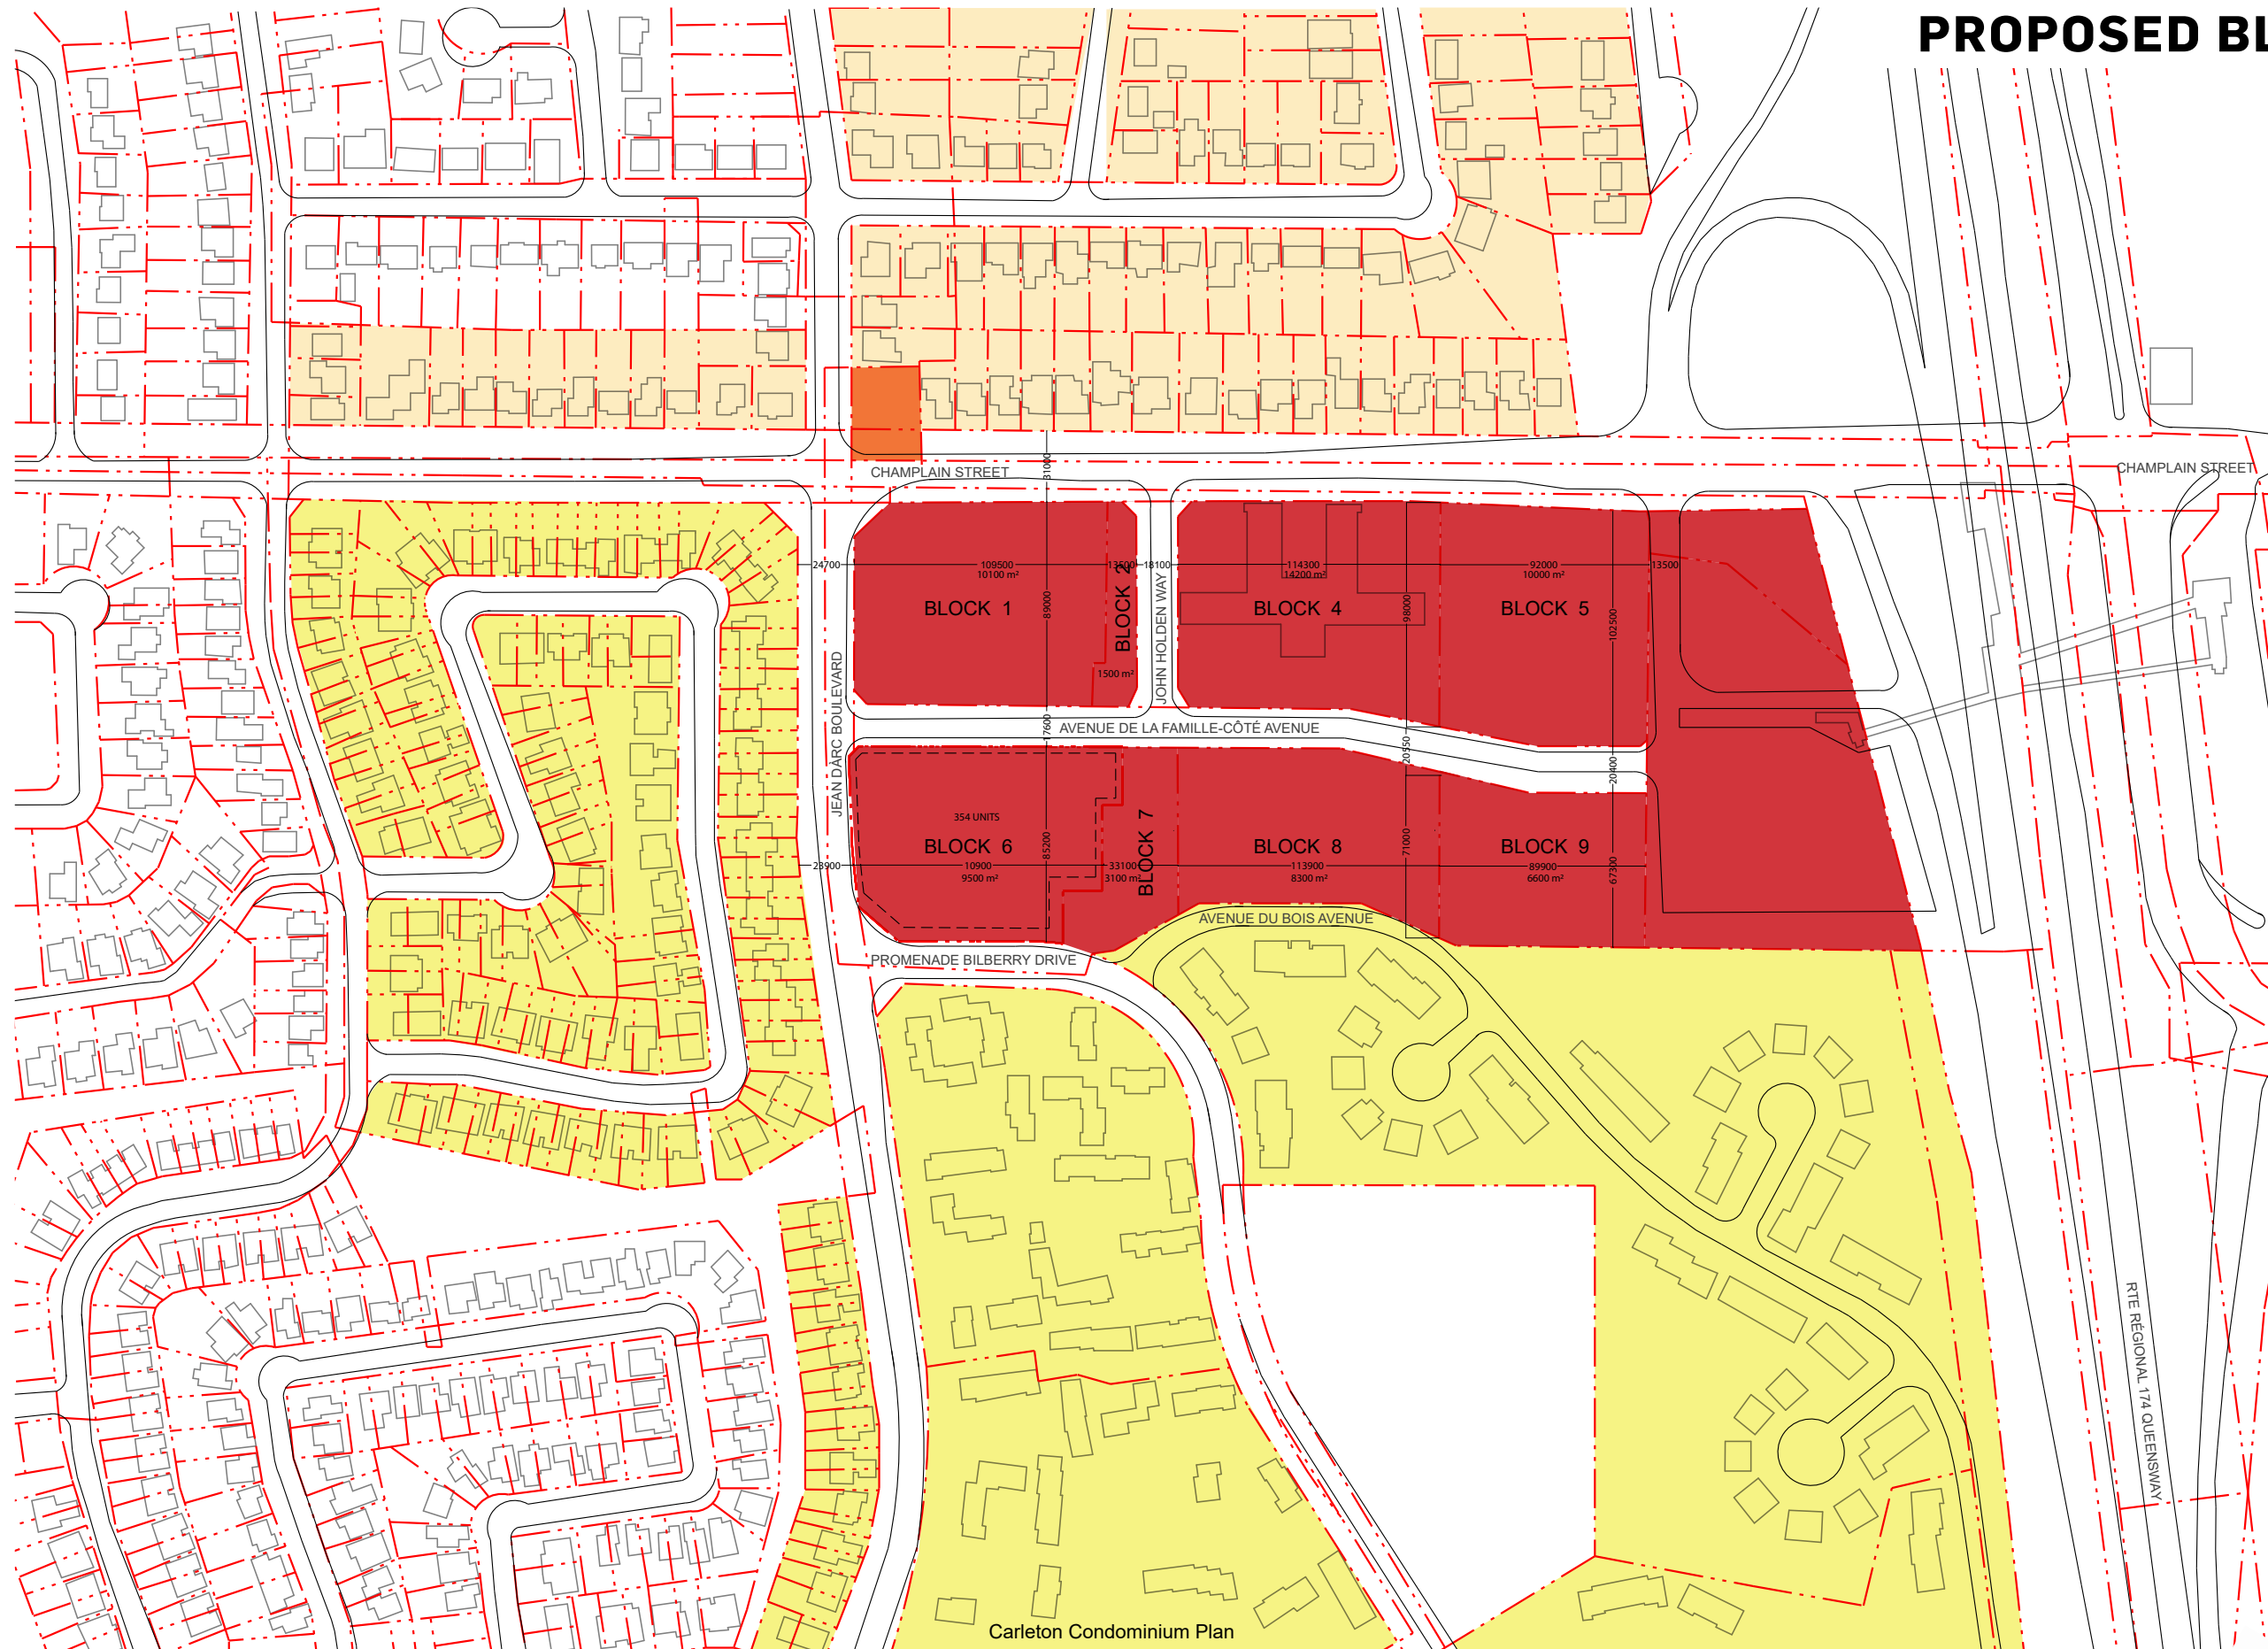 PROPOSED BL
CHAMPLAIN STREET
CHAMPLAIN STREET
31000
24700
109500
10100 m²
13500
18100
114300
14200 m²
92000
10000 m²
13500
BLOCK 1
BLOCK 2
BLOCK 4
BLOCK 5
89000
98000
102500
1500 m²
JOHN HOLDEN WAY
JEAN DÀRC BOULEVARD
17600
AVENUE DE LA FAMILLE-CÔTÉ AVENUE
20550
20400
354 UNITS
BLOCK 6
BLOCK 7
BLOCK 8
BLOCK 9
85200
71000
67300
23900
10900
9500 m²
33100
3100 m²
113900
8300 m²
89900
6600 m²
AVENUE DU BOIS AVENUE
PROMENADE BILBERRY DRIVE
RTE RÉGIONAL 174 QUEENSWAY
Carleton Condominium Plan